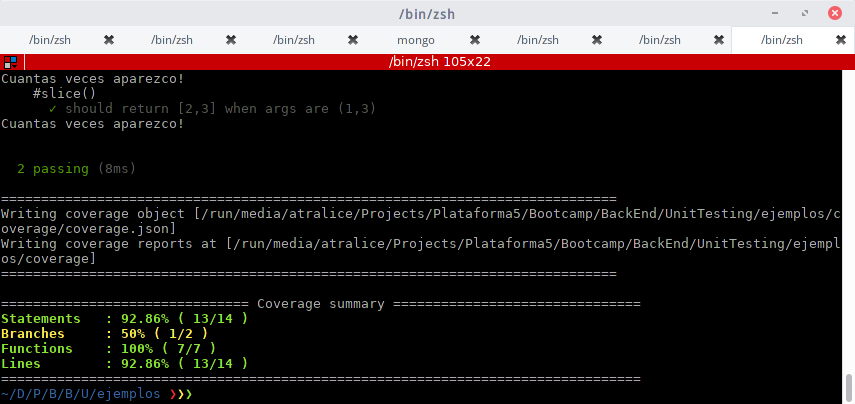 /bin/zsh
/bin/zsh ✖ /bin/zsh ✖ /bin/zsh ✖ mongo ✖ /bin/zsh ✖ /bin/zsh ✖ /bin/zsh ✖
/bin/zsh 105x22
Cuantas veces aparezco!
#slice()
✓ should return [2,3] when args are (1,3)
Cuantas veces aparezco!
2 passing (8ms)
=============================================================================
Writing coverage object [/run/media/atralice/Projects/Plataforma5/Bootcamp/BackEnd/UnitTesting/ejemplos/c
overage/coverage.json]
Writing coverage reports at [/run/media/atralice/Projects/Plataforma5/Bootcamp/BackEnd/UnitTesting/ejempl
os/coverage]
=============================================================================
=============================== Coverage summary ===============================
Statements   : 92.86% ( 13/14 )
Branches     : 50% ( 1/2 )
Functions    : 100% ( 7/7 )
Lines        : 92.86% ( 13/14 )
================================================================================
~/D/P/B/B/U/ejemplos ❯❯❯